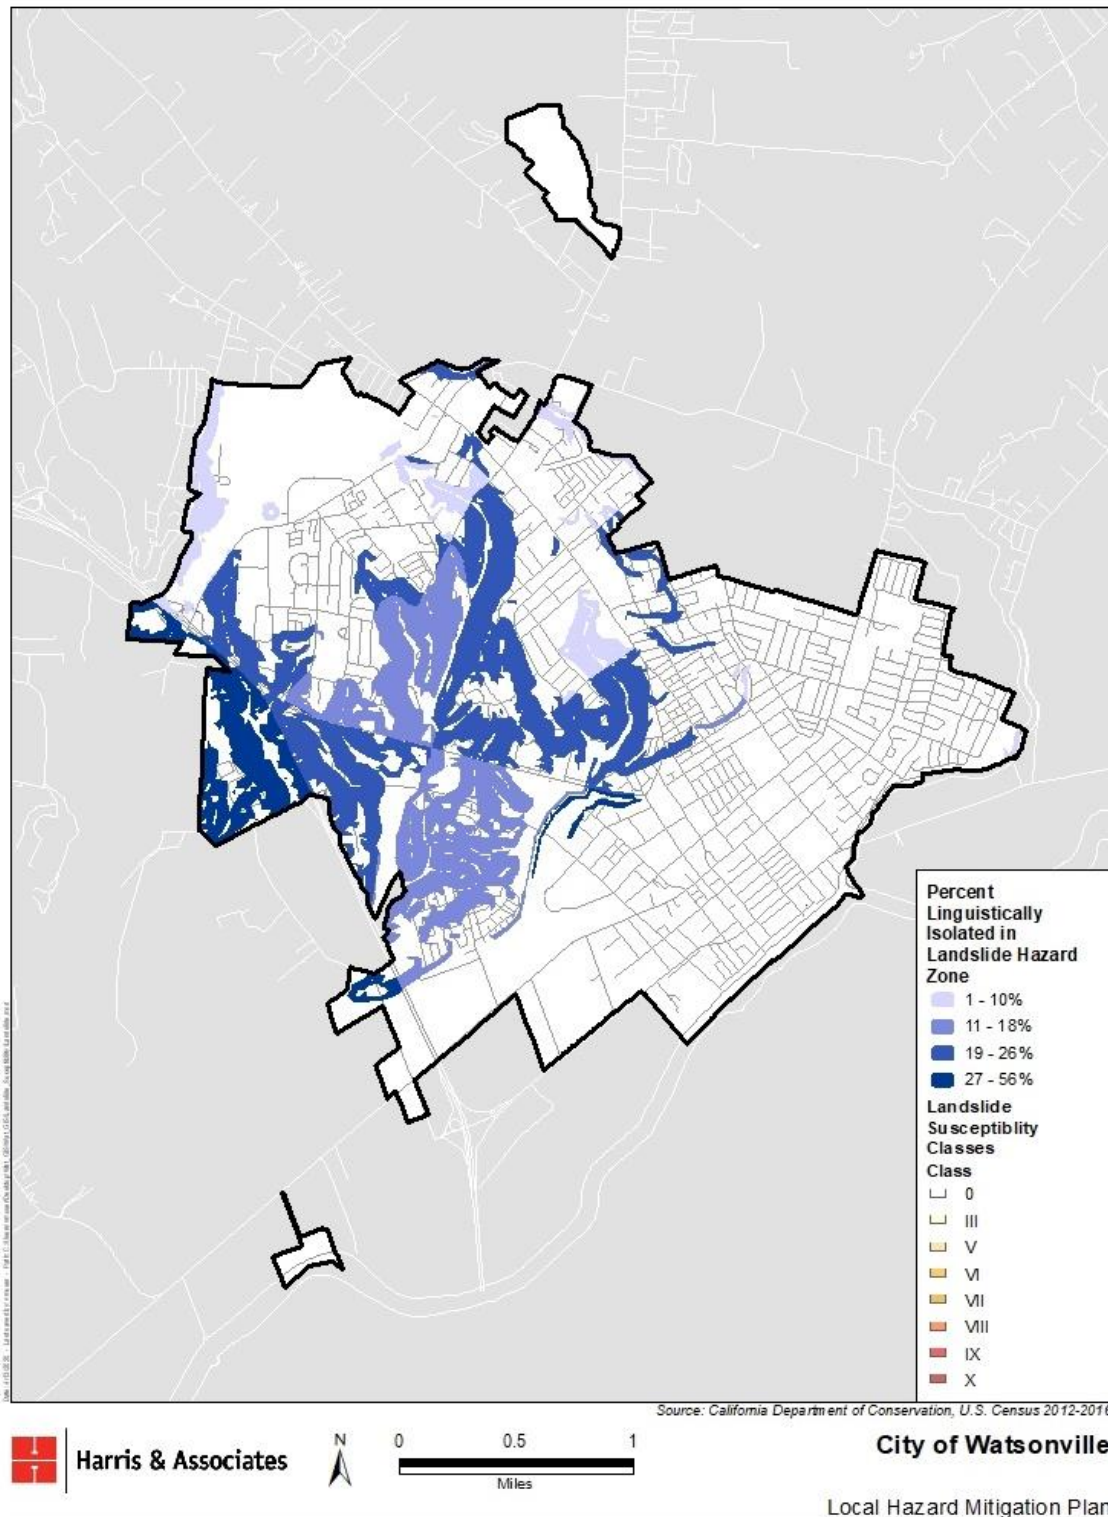 Percent
Linguistically
Isolated in
Landslide Hazard
Zone
1 - 10%
11 - 18%
19 - 26%
27 - 56%
Landslide
Susceptiblity
Classes
Class
0
III
V
VI
VII
VIII
IX
X
Source: California Department of Conservation, U.S. Census 2012-2016
Harris & Associates
N
0 0.5 1
Miles
City of Watsonville
Local Hazard Mitigation Plan